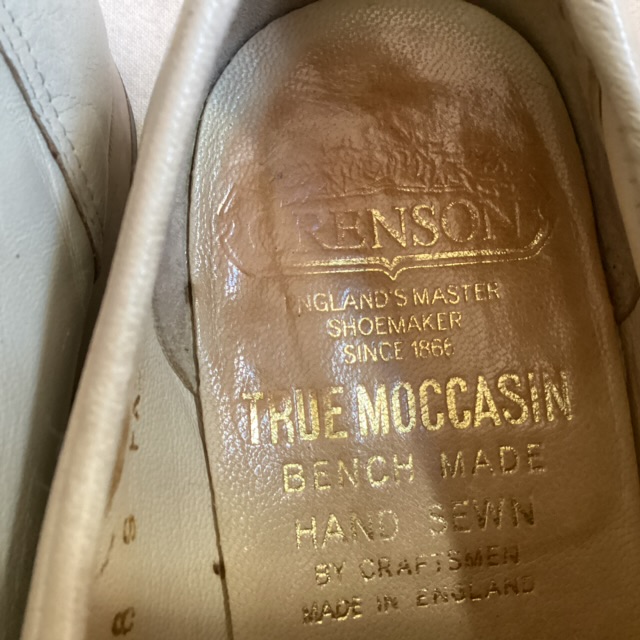 GRENSON
ENGLAND'S MASTER
SHOEMAKER
SINCE 1866
TRUE MOCCASIN
BENCH MADE
HAND SEWN
BY CRAFTSMEN
MADE IN ENGLAND